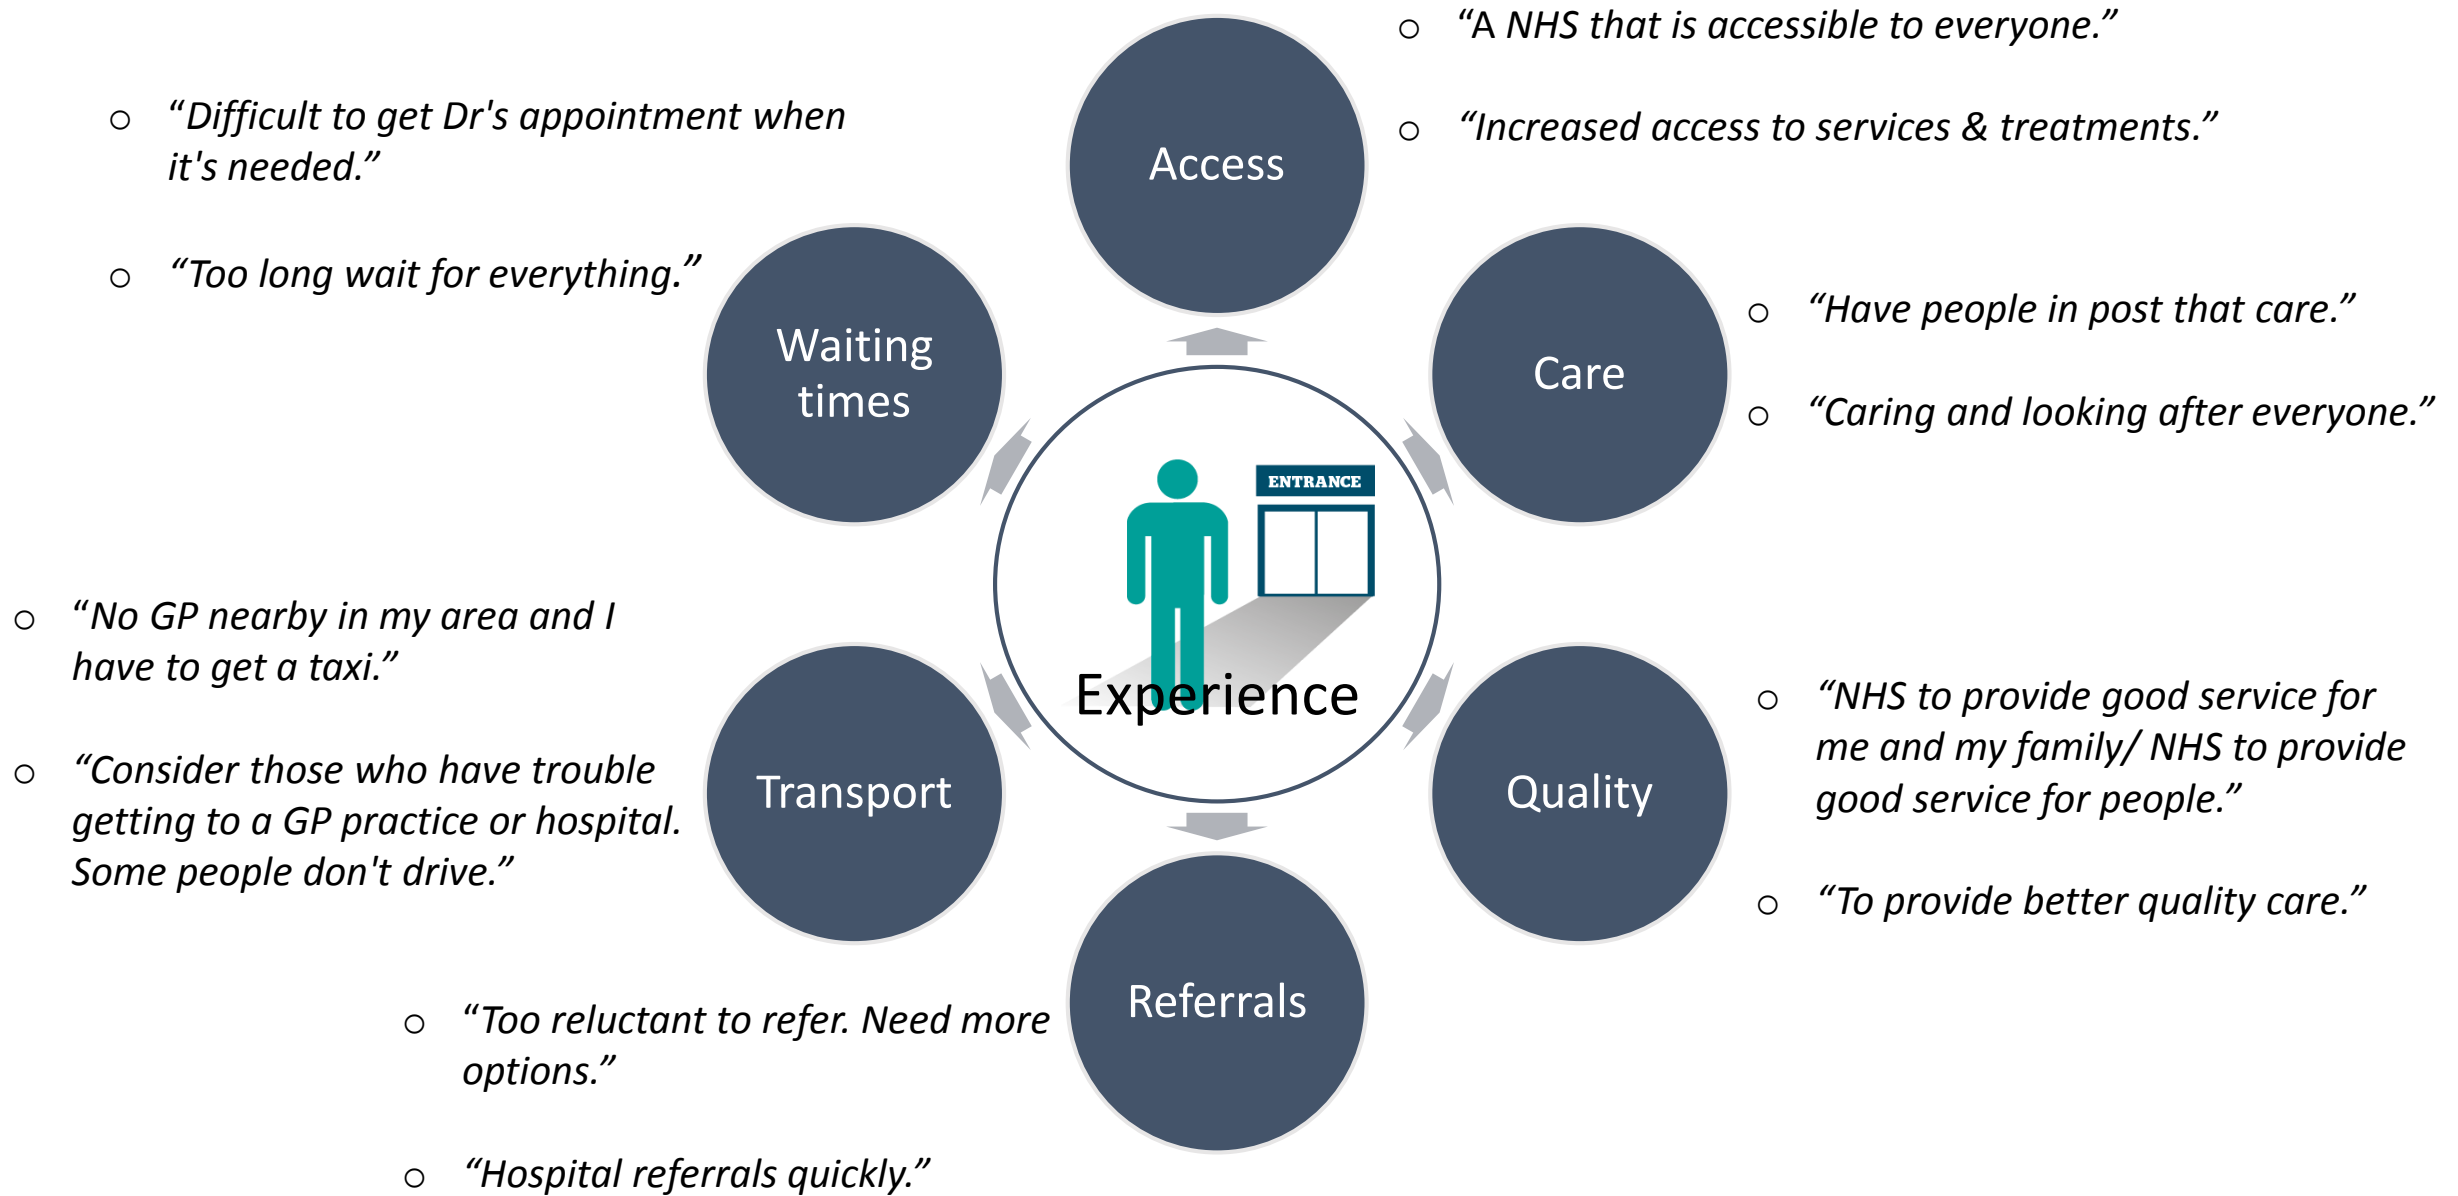 Access
○ “A NHS that is accessible to everyone.”
○ “Increased access to services & treatments.”
Care
○ “Have people in post that care.”
○ “Caring and looking after everyone.”
Quality
○ “NHS to provide good service for
me and my family/ NHS to provide
good service for people.”
○ “To provide better quality care.”
Referrals
○ “Too reluctant to refer. Need more
options.”
○ “Hospital referrals quickly.”
Transport
○ “No GP nearby in my area and I
have to get a taxi.”
○ “Consider those who have trouble
getting to a GP practice or hospital.
Some people don't drive.”
Waiting
times
○ “Difficult to get Dr's appointment when
it's needed.”
○ “Too long wait for everything.”
ENTRANCE
Experience